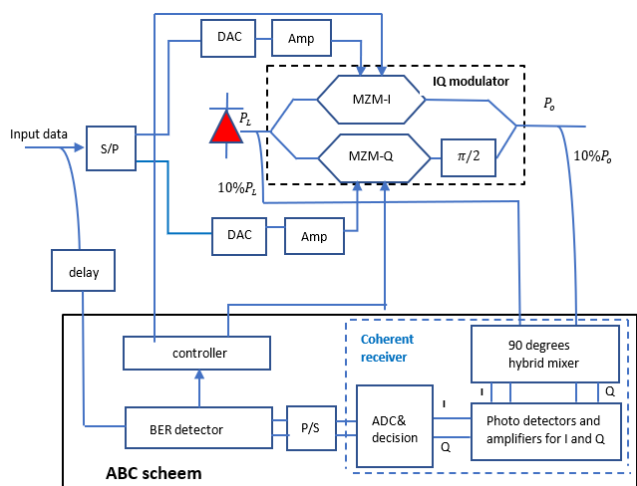 DAC
Amp
IQ modulator
MZM-I
P_L
P_o
Input data
S/P
MZM-Q
π/2
10%P_L
10%P_o
DAC
Amp
delay
Coherent
receiver
90 degrees
hybrid mixer
controller
I
Q
I
ADC&
decision
Photo detectors and
amplifiers for I and Q
BER detector
P/S
Q
ABC scheem